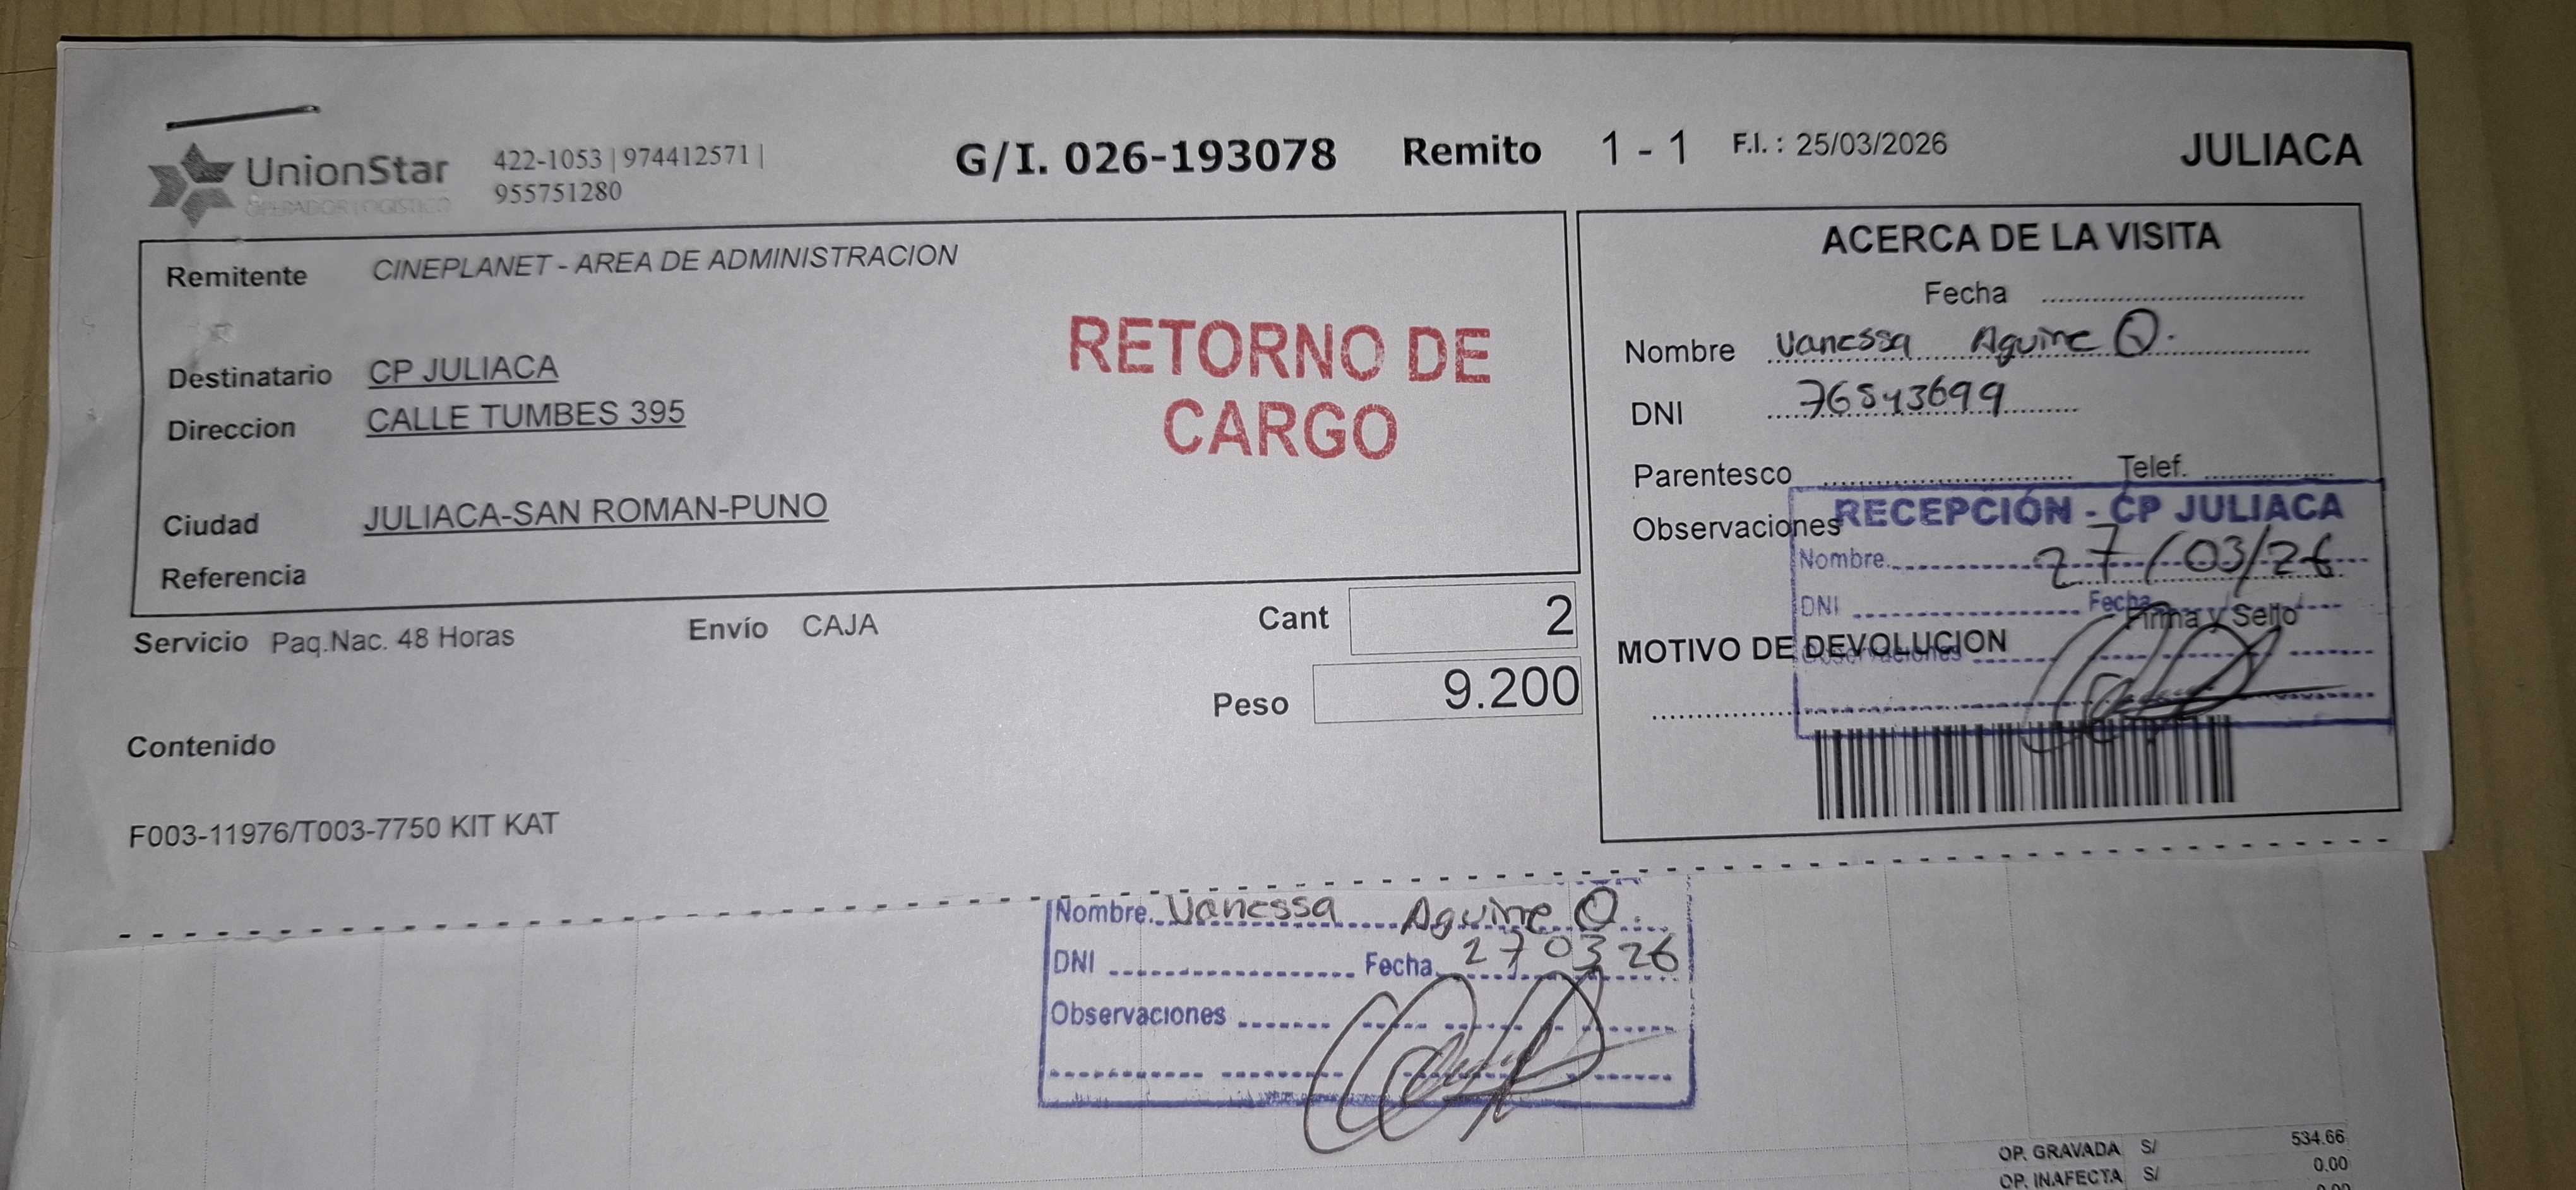 UnionStar
OPERADOR LOGISTICO
422-1053 | 974412571 |
955751280
G/I. 026-193078 Remito 1 - 1 F.I. : 25/03/2026 JULIACA
Remitente CINEPLANET - AREA DE ADMINISTRACION
Destinatario CP JULIACA
Direccion CALLE TUMBES 395
Ciudad JULIACA-SAN ROMAN-PUNO
Referencia
RETORNO DE
CARGO
Servicio Paq.Nac. 48 Horas Envío CAJA
Cant 2
Peso 9.200
Contenido
F003-11976/T003-7750 KIT KAT
ACERCA DE LA VISITA
Fecha
Nombre Vanessa Aguirre Q.
DNI 76843699
Parentesco Telef.
Observaciones
RECEPCIÓN - CP JULIACA
Nombre 27/03/26
DNI Fecha
Firma y Sello
MOTIVO DE DEVOLUCION
Observaciones
Nombre. Vanessa Aguirre Q.
DNI Fecha. 27 03 26
Observaciones
OP. GRAVADA S/ 534.66
OP. INAFECTA S/ 0.00